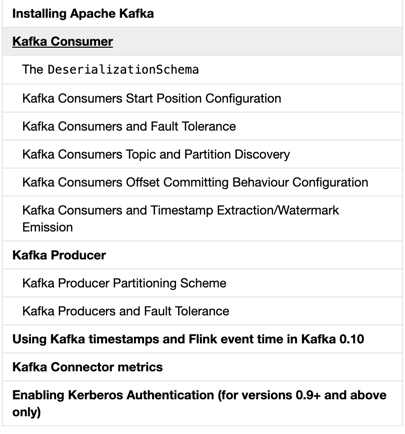 Installing Apache Kafka
Kafka Consumer
The DeserializationSchema
Kafka Consumers Start Position Configuration
Kafka Consumers and Fault Tolerance
Kafka Consumers Topic and Partition Discovery
Kafka Consumers Offset Committing Behaviour Configuration
Kafka Consumers and Timestamp Extraction/Watermark
Emission
Kafka Producer
Kafka Producer Partitioning Scheme
Kafka Producers and Fault Tolerance
Using Kafka timestamps and Flink event time in Kafka 0.10
Kafka Connector metrics
Enabling Kerberos Authentication (for versions 0.9+ and above
only)